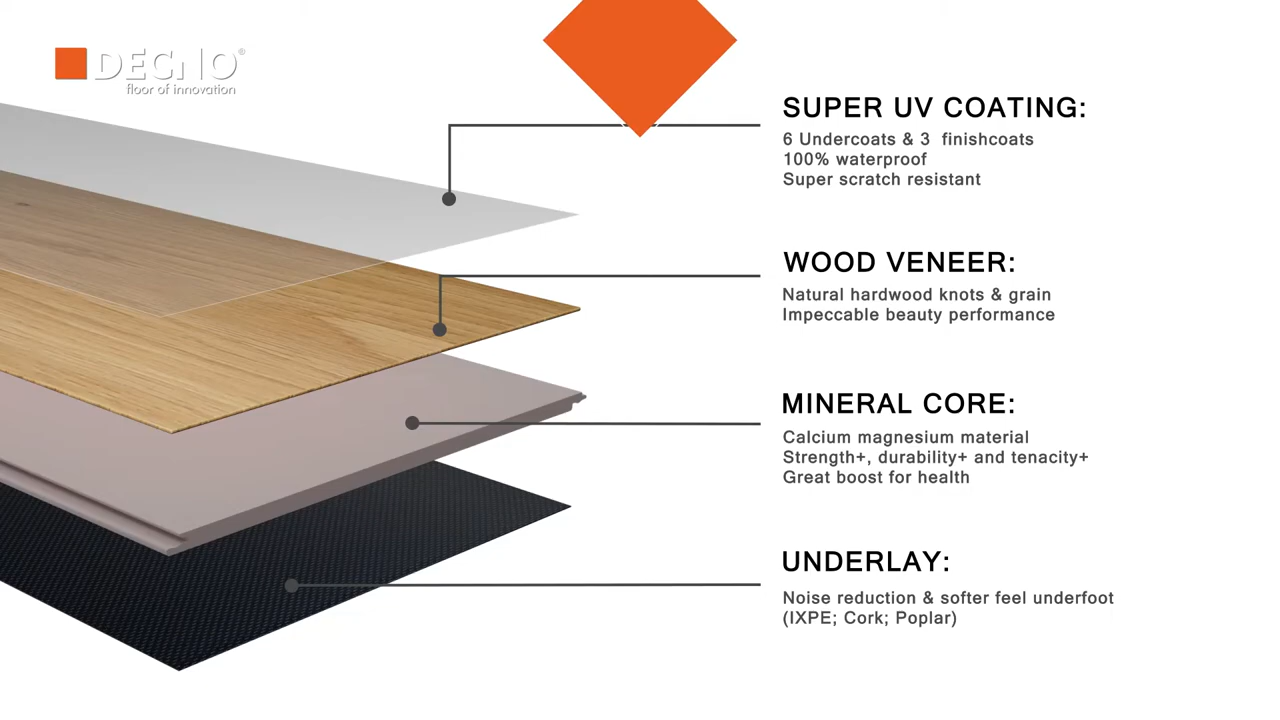 DEGNO®
floor of innovation
SUPER UV COATING:
6 Undercoats & 3 finishcoats
100% waterproof
Super scratch resistant
WOOD VENEER:
Natural hardwood knots & grain
Impeccable beauty performance
MINERAL CORE:
Calcium magnesium material
Strength+, durability+ and tenacity+
Great boost for health
UNDERLAY:
Noise reduction & softer feel underfoot
(IXPE; Cork; Poplar)